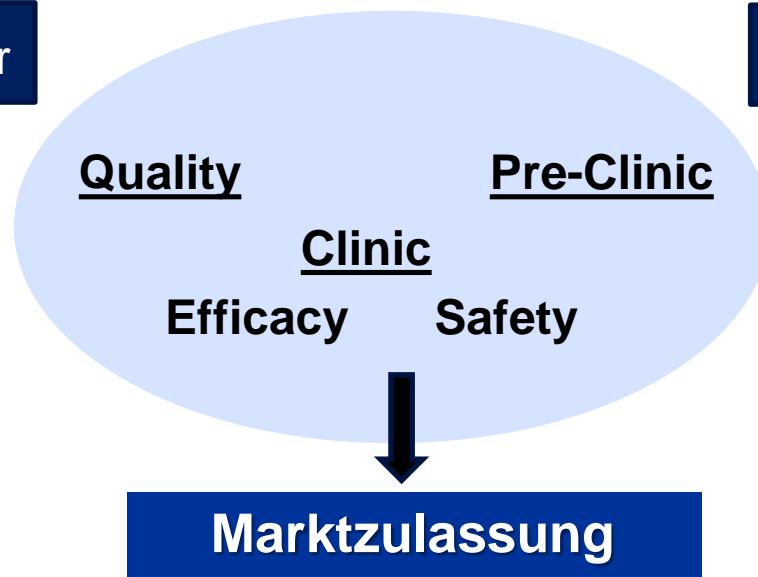 r
Quality Pre-Clinic
Clinic
Efficacy Safety
Marktzulassung